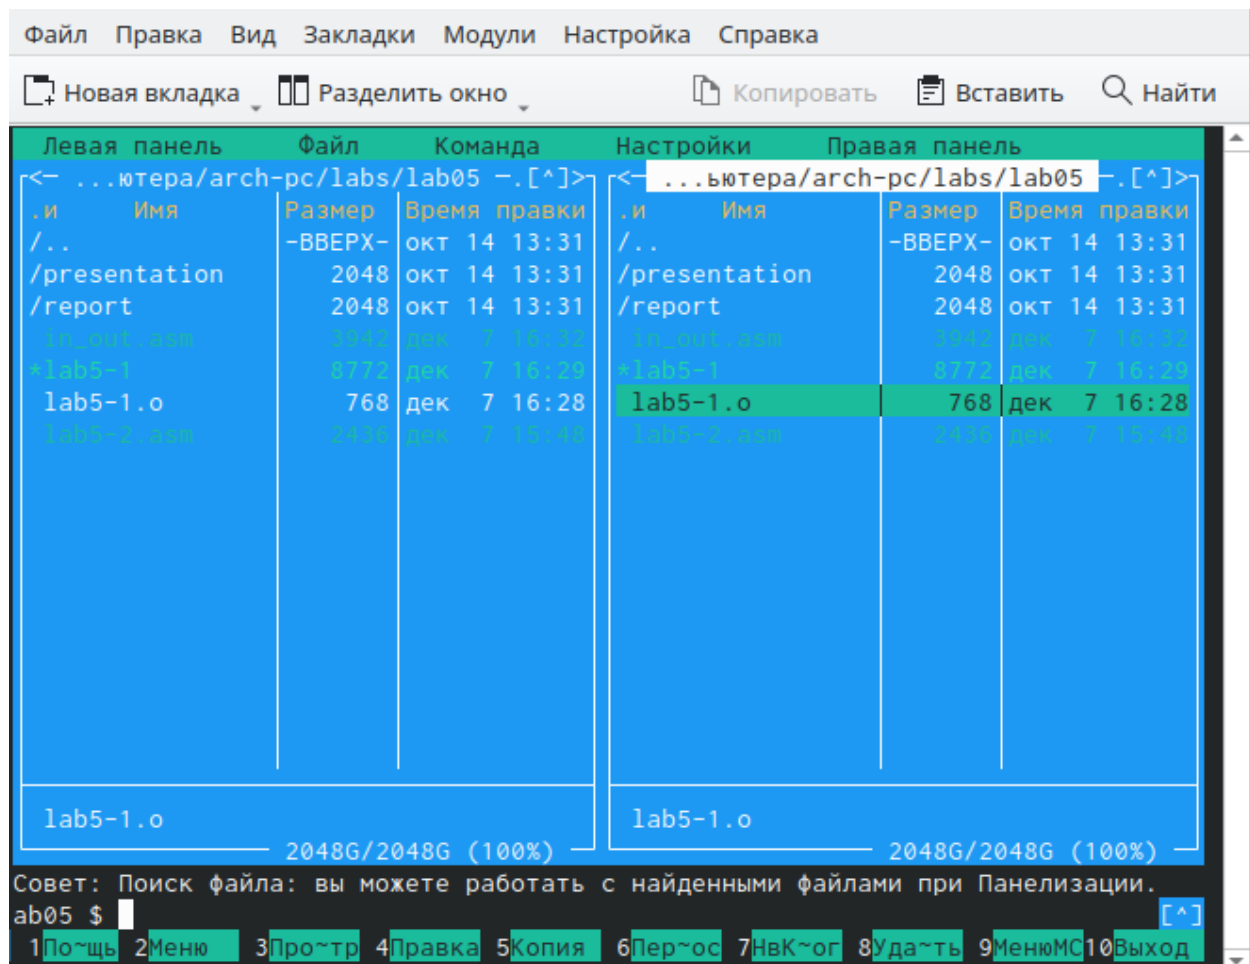 Файл Правка Вид Закладки Модули Настройка Справка
Новая вкладка Разделить окно Копировать Вставить Найти
Левая панель Файл Команда Настройки Правая панель
<─ ...ютера/arch-pc/labs/lab05 ─.[^]> <─ ...ьютера/arch-pc/labs/lab05 ─.[^]>
.и Имя Размер Время правки .и Имя Размер Время правки
/.. -ВВЕРХ- окт 14 13:31 /.. -ВВЕРХ- окт 14 13:31
/presentation 2048 окт 14 13:31 /presentation 2048 окт 14 13:31
/report 2048 окт 14 13:31 /report 2048 окт 14 13:31
in_out.asm 3942 дек 7 16:32 in_out.asm 3942 дек 7 16:32
*lab5-1 8772 дек 7 16:29 *lab5-1 8772 дек 7 16:29
lab5-1.o 768 дек 7 16:28 lab5-1.o 768 дек 7 16:28
lab5-2.asm 2436 дек 7 15:48 lab5-2.asm 2436 дек 7 15:48
lab5-1.o lab5-1.o
2048G/2048G (100%) 2048G/2048G (100%)
Совет: Поиск файла: вы можете работать с найденными файлами при Панелизации.
ab05 $ [^]
1По~щь 2Меню 3Про~тр 4Правка 5Копия 6Пер~ос 7НвК~ог 8Уда~ть 9МенюМС10Выход